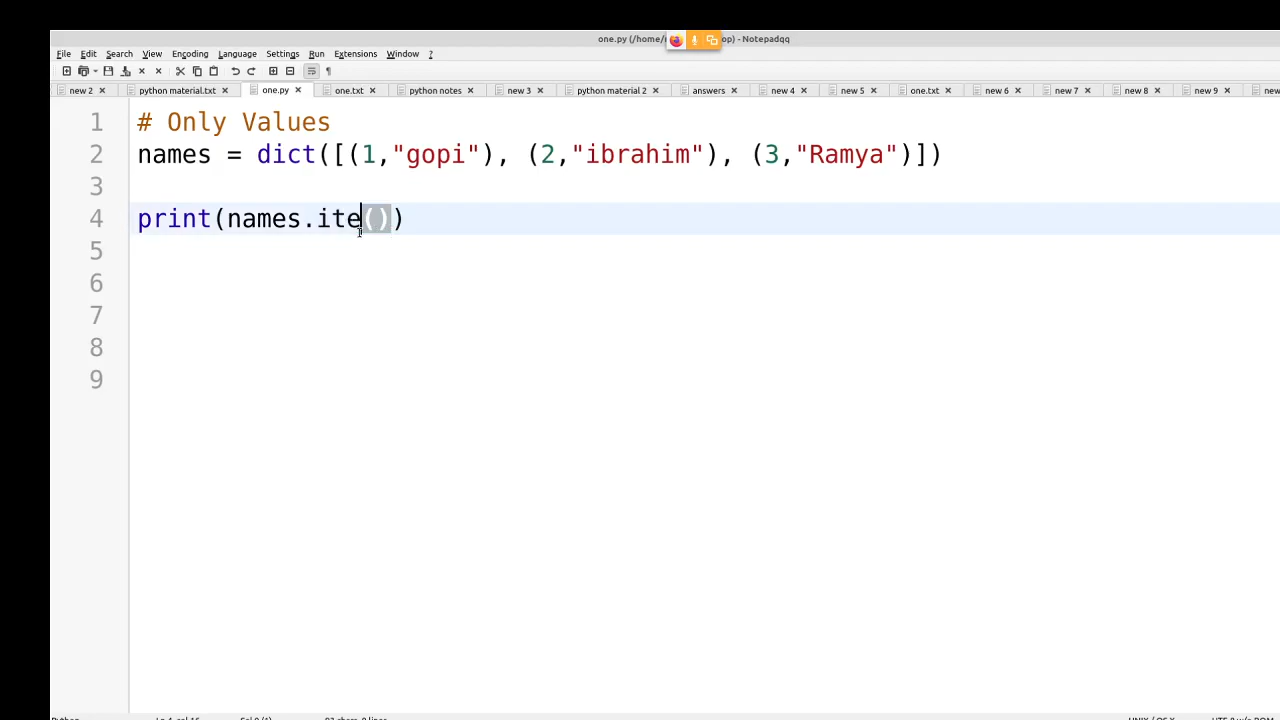 one.py (/home/ op) - Notepadqq
File Edit Search View Encoding Language Settings Run Extensions Window ?
new 2 python material.txt one.py one.txt python notes new 3 python material 2 answers new 4 new 5 one.txt new 6 new 7 new 8 new 9 new
1 # Only Values
2 names = dict([(1,"gopi"), (2,"ibrahim"), (3,"Ramya")])
3
4 print(names.ite())
5
6
7
8
9